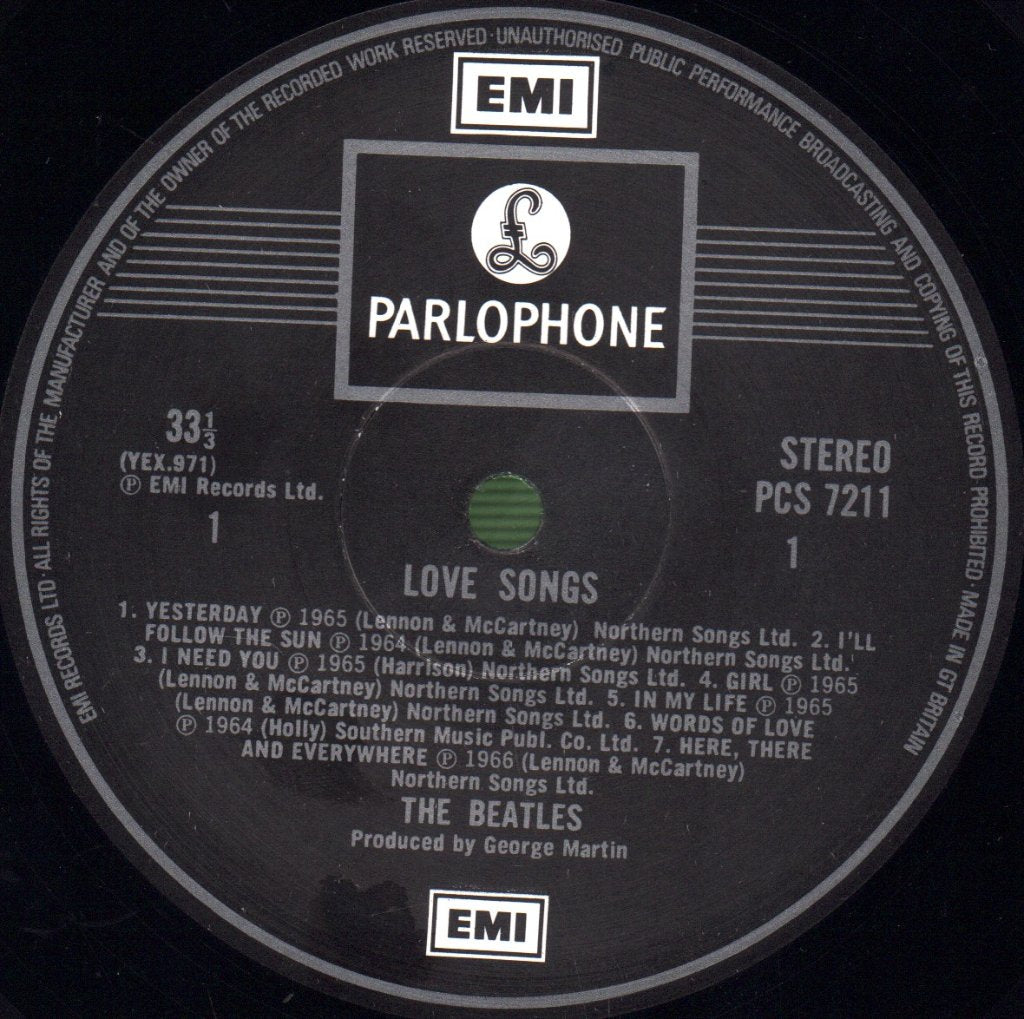 EMI RECORDS LTD · ALL RIGHTS OF THE MANUFACTURER AND OF THE OWNER OF THE RECORDED WORK RESERVED · UNAUTHORISED PUBLIC PERFORMANCE BROADCASTING AND COPYING OF THIS RECORD PROHIBITED · MADE IN GT BRITAIN
EMI
£
PARLOPHONE
33⅓
(YEX.971)
℗ EMI Records Ltd.
1
STEREO
PCS 7211
1
LOVE SONGS
1. YESTERDAY ℗ 1965 (Lennon & McCartney) Northern Songs Ltd. 2. I'LL
FOLLOW THE SUN ℗ 1964 (Lennon & McCartney) Northern Songs Ltd.
3. I NEED YOU ℗ 1965 (Harrison) Northern Songs Ltd. 4. GIRL ℗ 1965
(Lennon & McCartney) Northern Songs Ltd. 5. IN MY LIFE ℗ 1965
(Lennon & McCartney) Northern Songs Ltd. 6. WORDS OF LOVE
℗ 1964 (Holly) Southern Music Publ. Co. Ltd. 7. HERE, THERE
AND EVERYWHERE ℗ 1966 (Lennon & McCartney)
Northern Songs Ltd.
THE BEATLES
Produced by George Martin
EMI